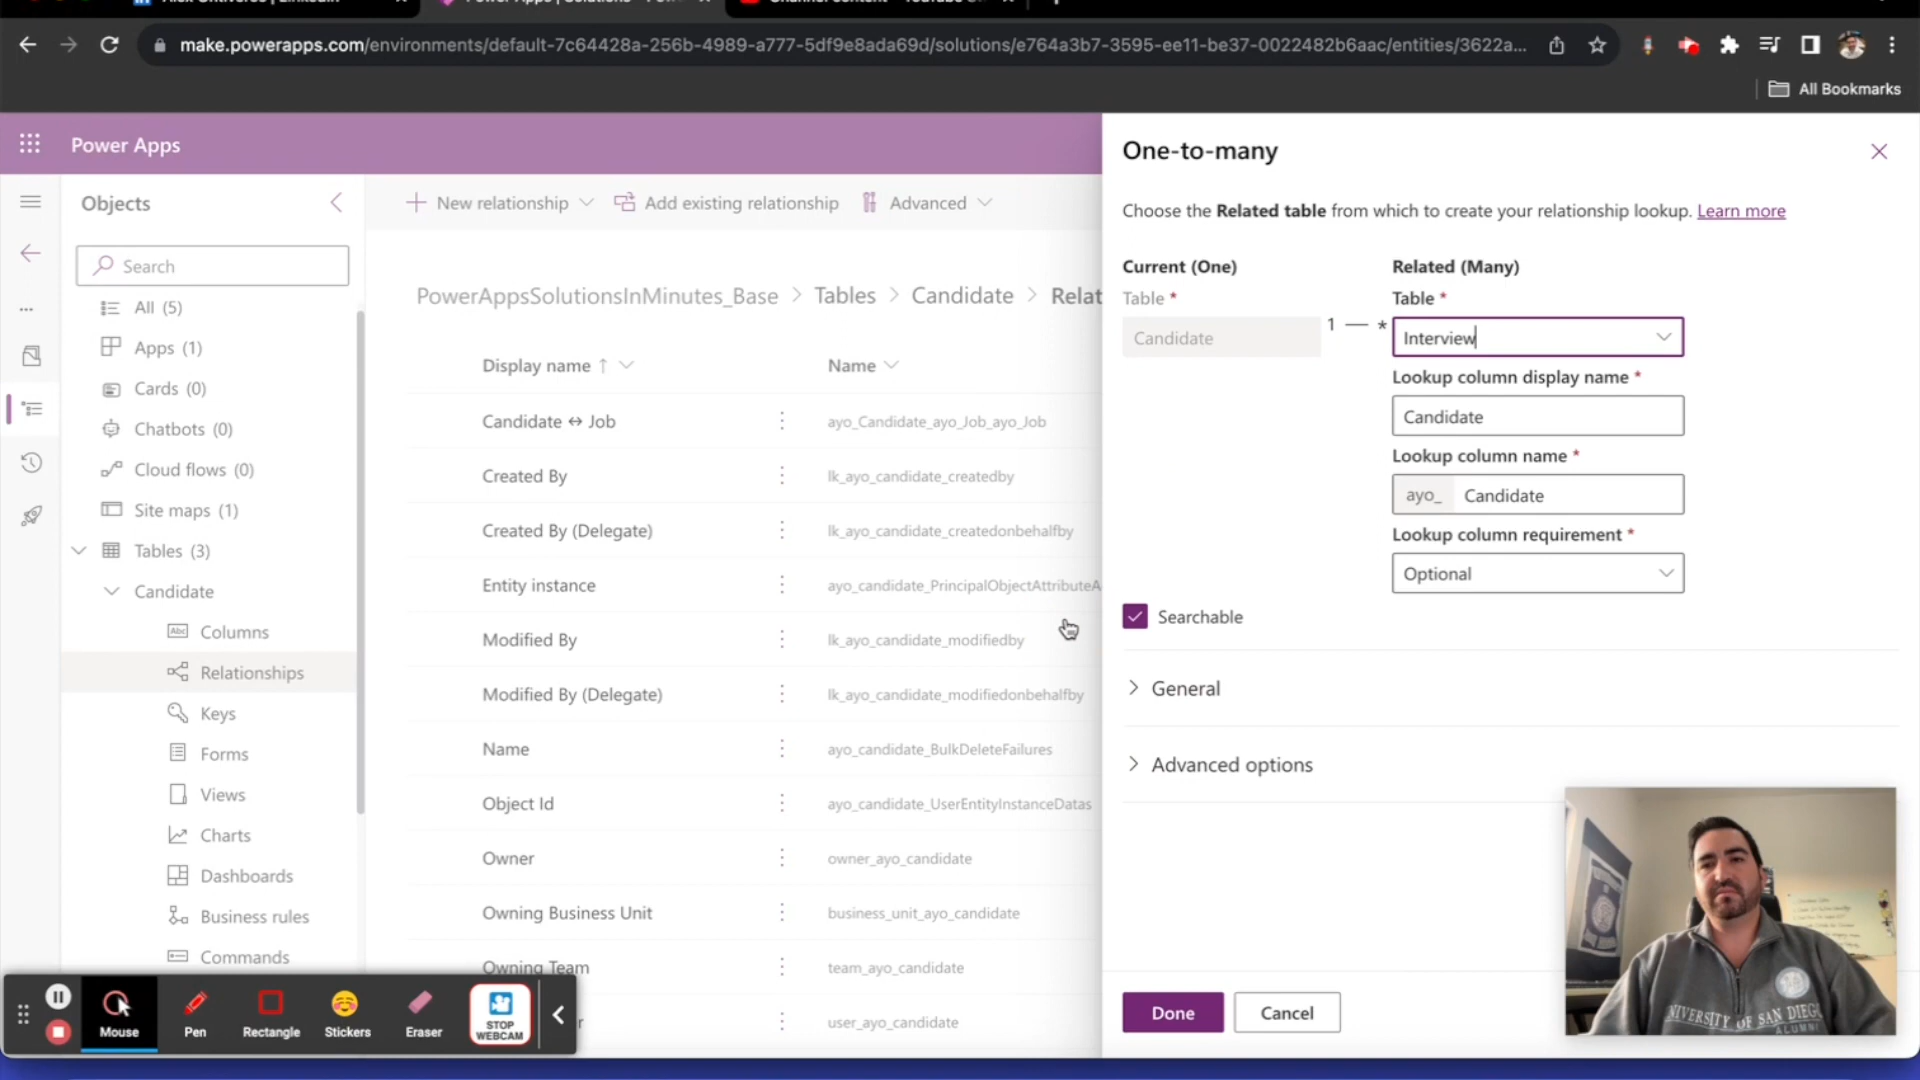 make.powerapps.com/environments/default-7c64428a-256b-4989-a777-5df9e8ada69d/solutions/e764a3b7-3595-ee11-be37-0022482b6aac/entities/3622a...
All Bookmarks
Power Apps
Objects
Search
All (5)
Apps (1)
Cards (0)
Chatbots (0)
Cloud flows (0)
Site maps (1)
Tables (3)
Candidate
Columns
Relationships
Keys
Forms
Views
Charts
Dashboards
Business rules
Commands
New relationship
Add existing relationship
Advanced
PowerAppsSolutionsInMinutes_Base > Tables > Candidate > Relat
Display name ↑ Name
Candidate ↔ Job ayo_Candidate_ayo_Job_ayo_Job
Created By lk_ayo_candidate_createdby
Created By (Delegate) lk_ayo_candidate_createdonbehalfby
Entity instance ayo_candidate_PrincipalObjectAttributeA
Modified By lk_ayo_candidate_modifiedby
Modified By (Delegate) lk_ayo_candidate_modifiedonbehalfby
Name ayo_candidate_BulkDeleteFailures
Object Id ayo_candidate_UserEntityInstanceDatas
Owner owner_ayo_candidate
Owning Business Unit business_unit_ayo_candidate
Owning Team team_ayo_candidate
r user_ayo_candidate
One-to-many
Choose the Related table from which to create your relationship lookup. Learn more
Current (One)
Table *
Candidate
1 — *
Related (Many)
Table *
Interview
Lookup column display name *
Candidate
Lookup column name *
ayo_ Candidate
Lookup column requirement *
Optional
Searchable
General
Advanced options
Done
Cancel
Mouse
Pen
Rectangle
Stickers
Eraser
STOP
WEBCAM
UNIVERSITY OF SAN DIEGO
ALUMNI